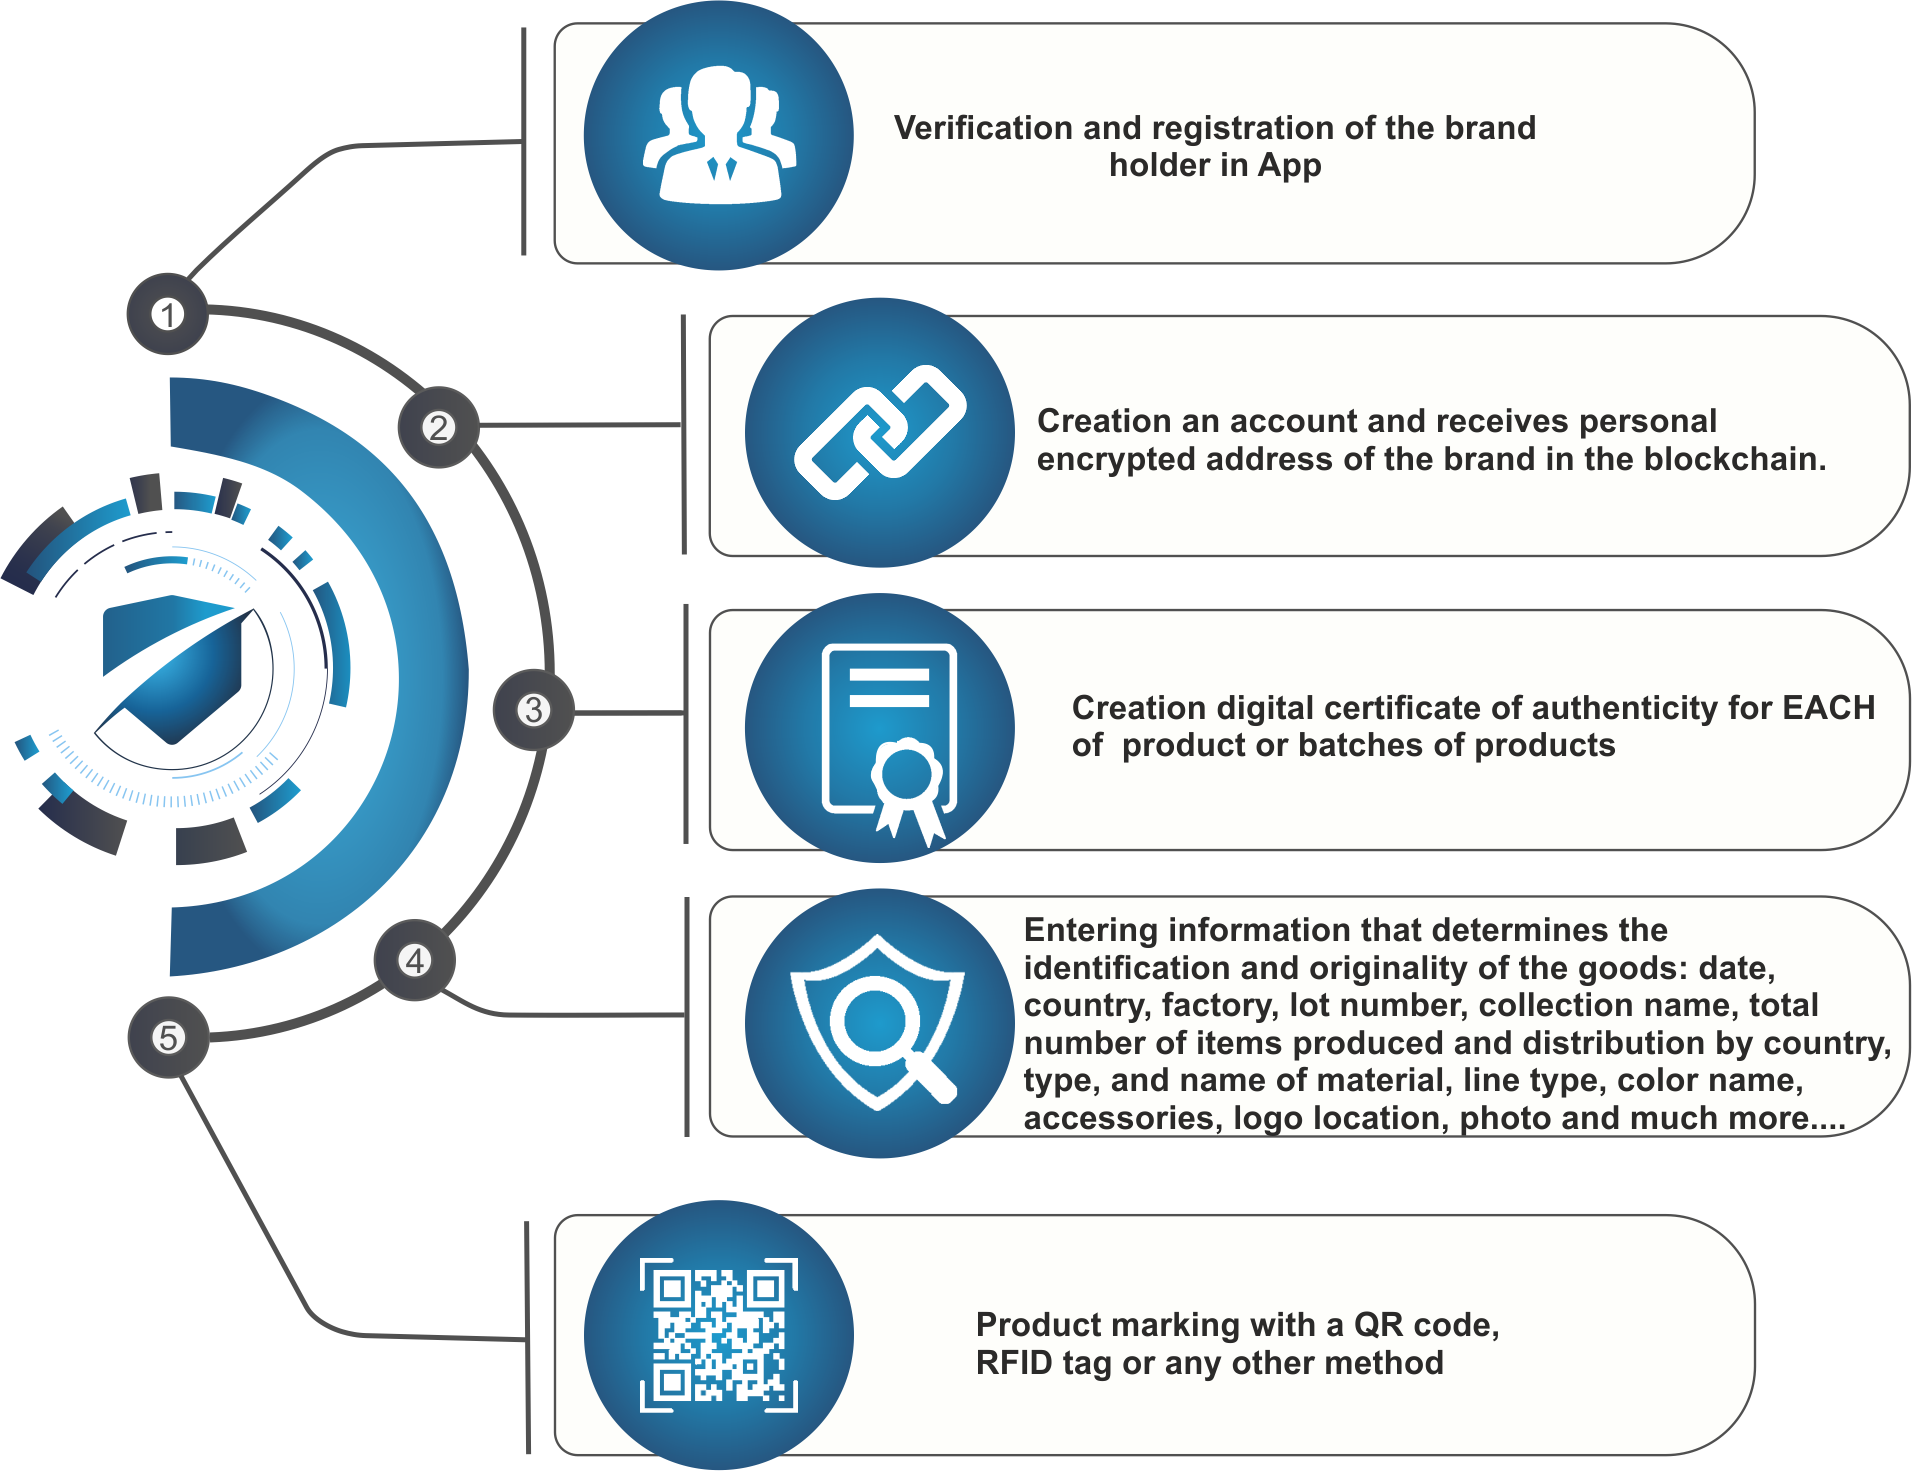 1
Verification and registration of the brand
holder in App
2
Creation an account and receives personal
encrypted address of the brand in the blockchain.
3
Creation digital certificate of authenticity for EACH
of  product or batches of products
4
Entering information that determines the
identification and originality of the goods: date,
country, factory, lot number, collection name, total
number of items produced and distribution by country,
type, and name of material, line type, color name,
accessories, logo location, photo and much more....
5
Product marking with a QR code,
RFID tag or any other method